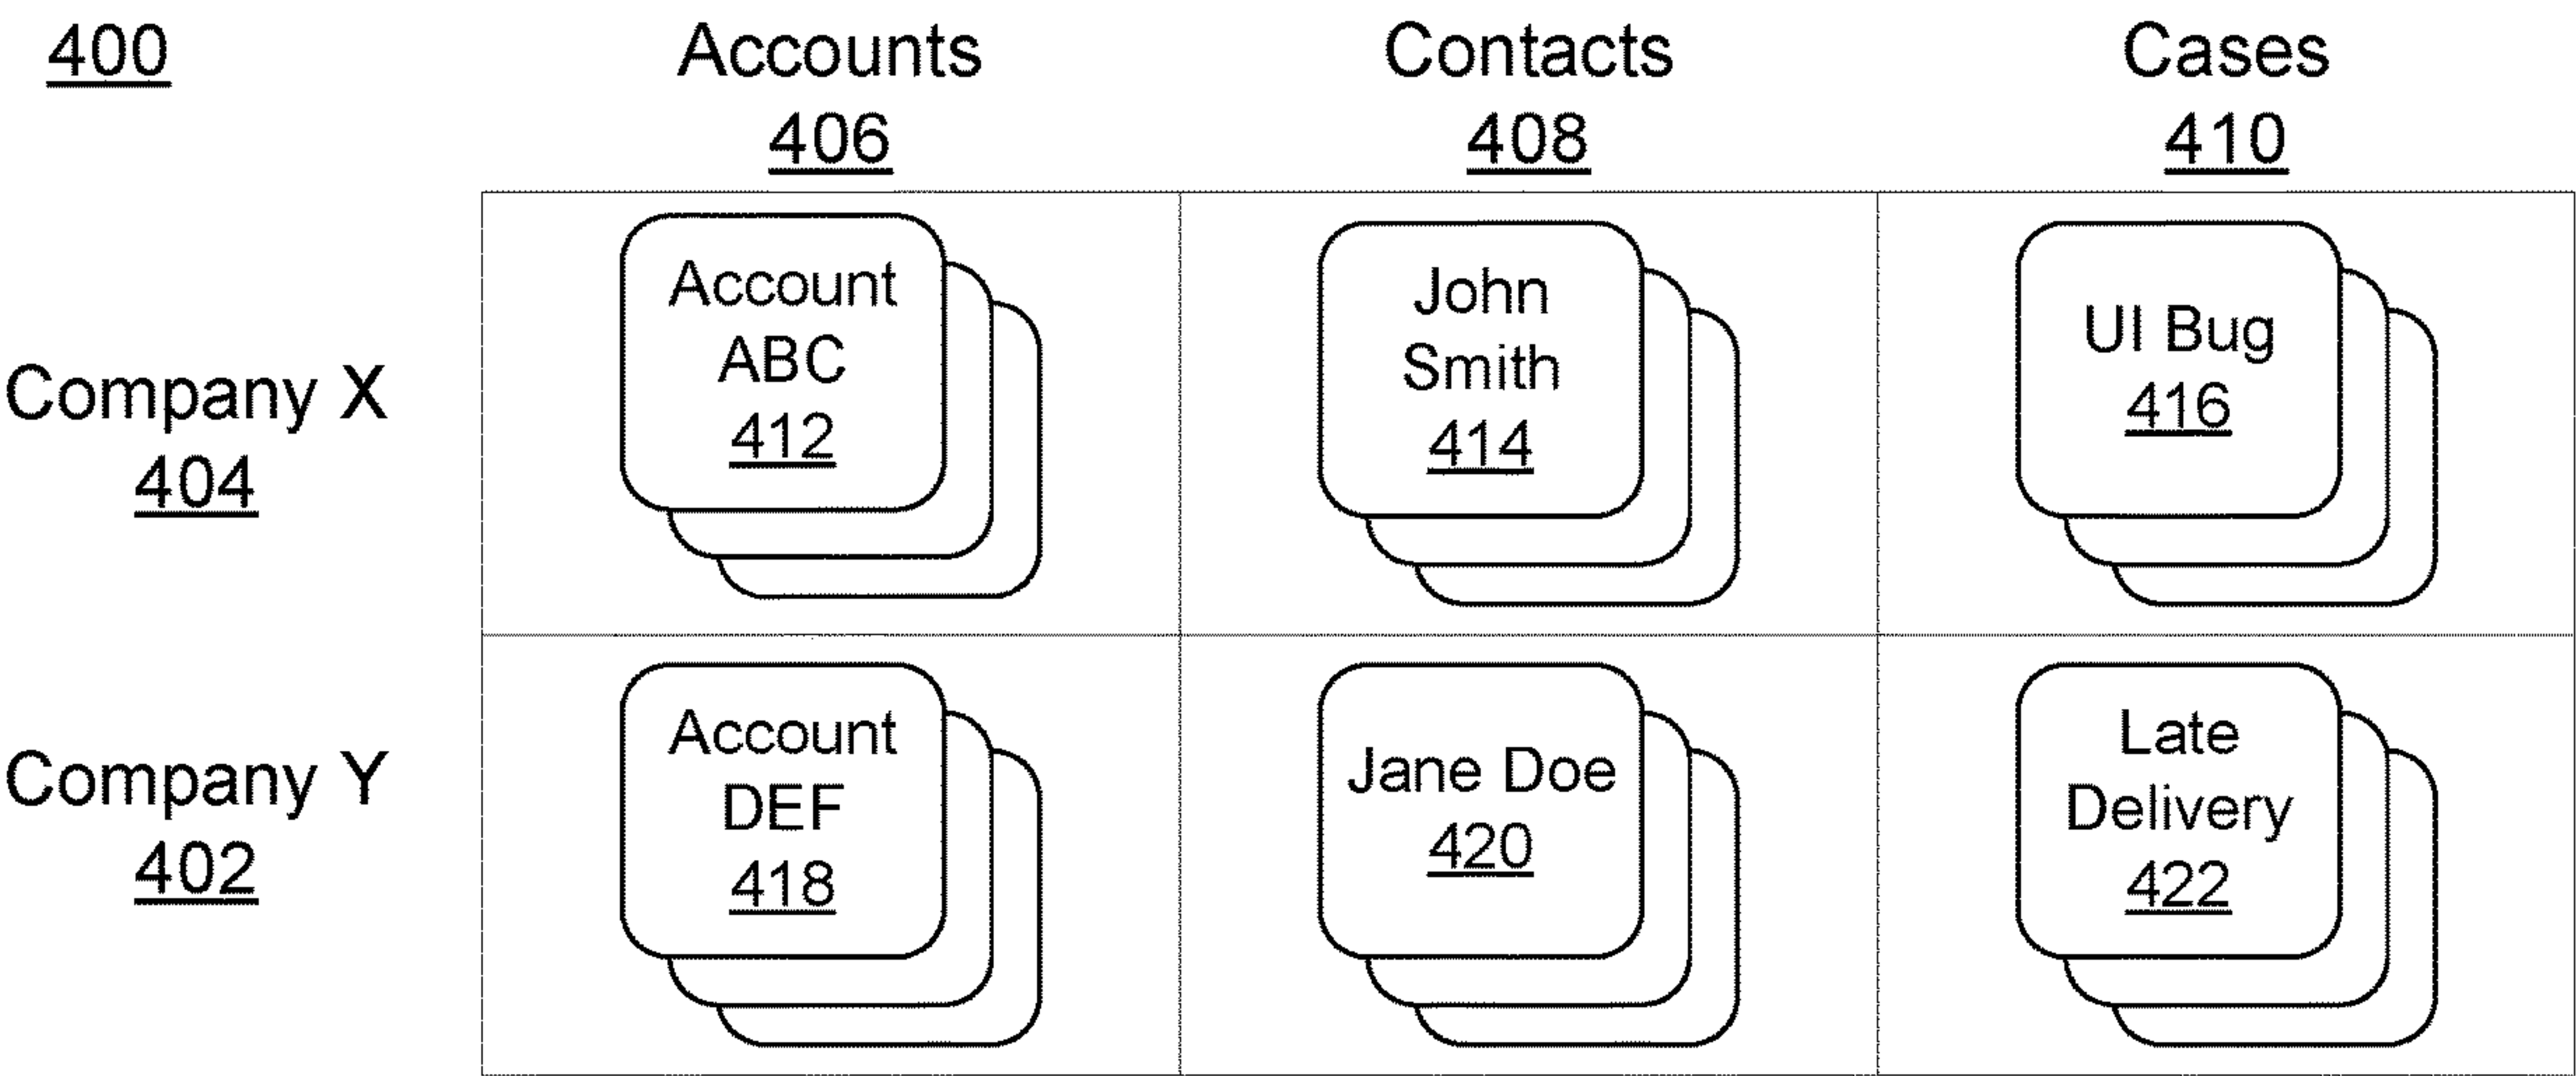 400
Accounts
406
Contacts
408
Cases
410
Company X
404
Account
ABC
412
John
Smith
414
UI Bug
416
Company Y
402
Account
DEF
418
Jane Doe
420
Late
Delivery
422